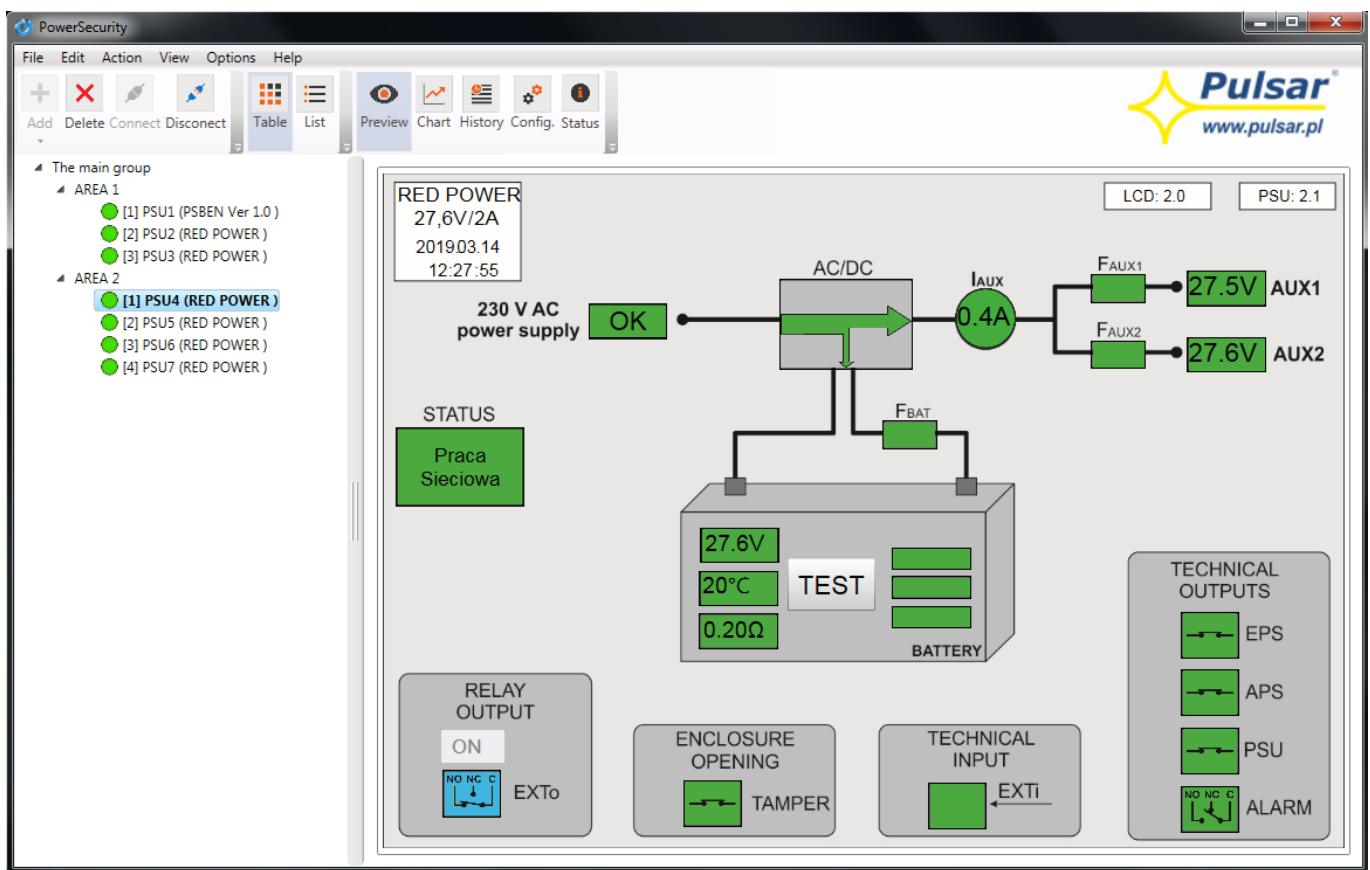 PowerSecurity
File Edit Action View Options Help
Add Delete Connect Disconect Table List Preview Chart History Config. Status
Pulsar®
www.pulsar.pl
The main group
AREA 1
[1] PSU1 (PSBEN Ver 1.0 )
[2] PSU2 (RED POWER )
[3] PSU3 (RED POWER )
AREA 2
[1] PSU4 (RED POWER )
[2] PSU5 (RED POWER )
[3] PSU6 (RED POWER )
[4] PSU7 (RED POWER )
RED POWER
27,6V/2A
2019.03.14
12:27:55
LCD: 2.0
PSU: 2.1
230 V AC
power supply
OK
AC/DC
IAUX
0.4A
FAUX1
27.5V AUX1
FAUX2
27.6V AUX2
STATUS
Praca
Sieciowa
FBAT
27.6V
20°C
0.20Ω
TEST
BATTERY
RELAY
OUTPUT
ON
NO NC C
EXTo
ENCLOSURE
OPENING
TAMPER
TECHNICAL
INPUT
EXTi
TECHNICAL
OUTPUTS
EPS
APS
PSU
NO NC C
ALARM